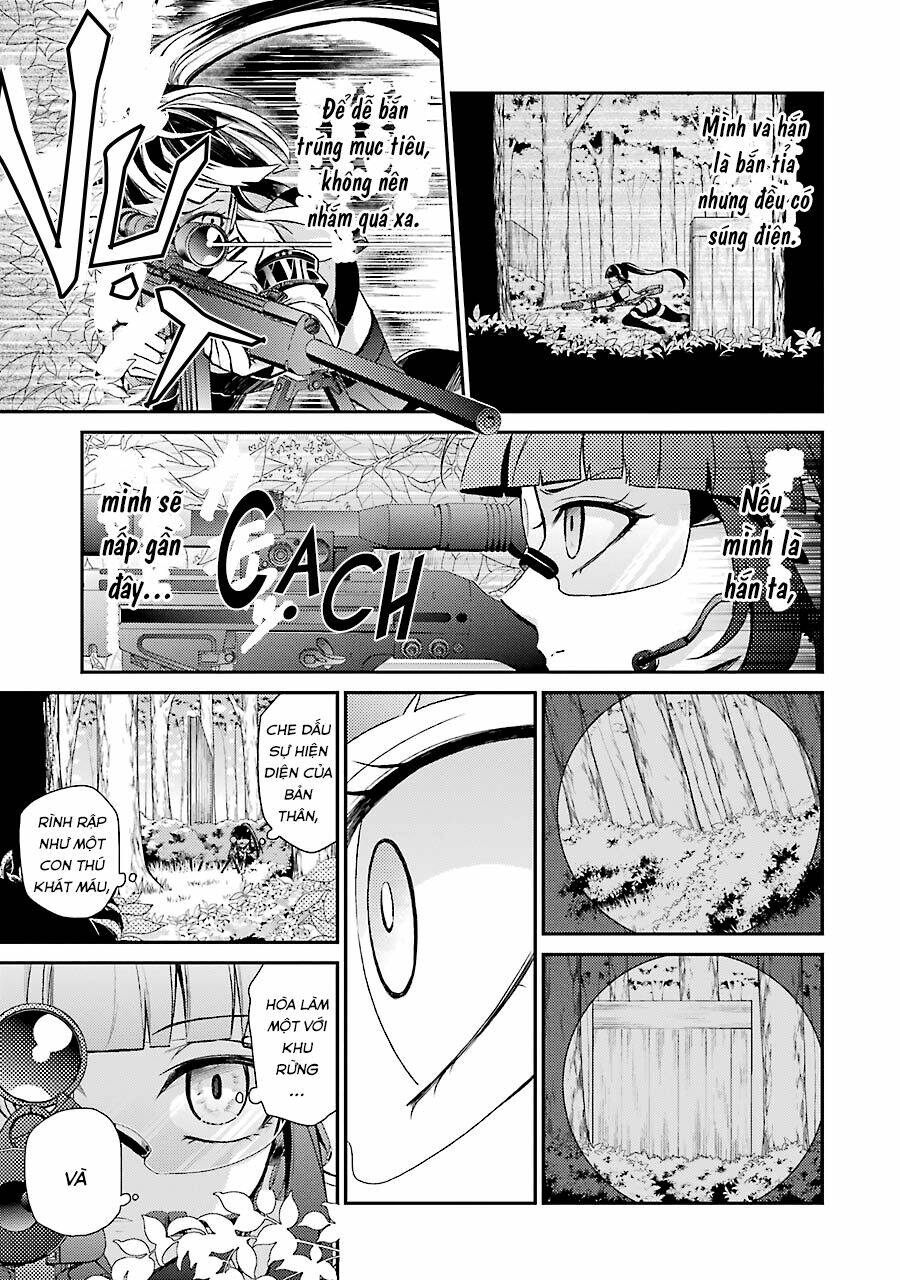 Mình và hắn
là bắn tỉa
nhưng đều có
súng điện.
Để dễ bắn
trúng mục tiêu,
không nên
nhắm quá xa.
VỤT
VII
Nếu
mình là
hắn ta,
CẠCH
mình sẽ
nấp gần
đây...
CHE DẤU
SỰ HIỆN
DIỆN CỦA
BẢN
THÂN,
RÌNH RẬP
NHƯ MỘT
CON THÚ
KHÁT MÁU,
HÒA LÀM
MỘT VỚI
KHU
RỪNG
...
VÀ